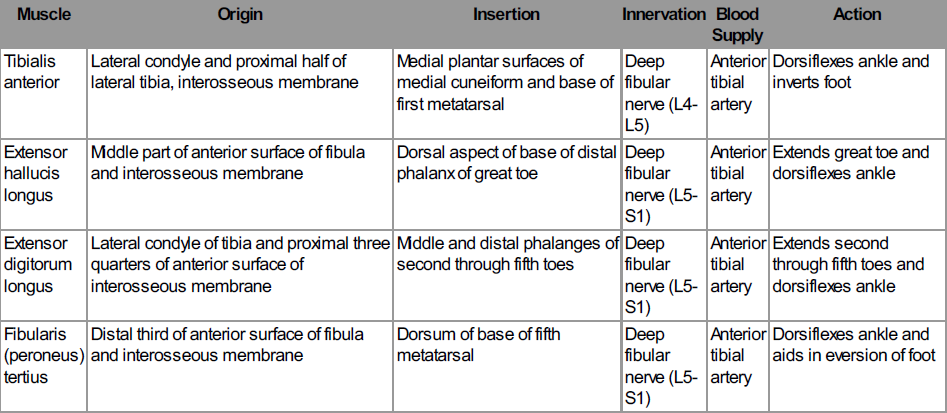 Muscle Origin Insertion Innervation Blood Supply Action
Tibialis anterior
Lateral condyle and proximal half of lateral tibia, interosseous membrane
Medial plantar surfaces of medial cuneiform and base of first metatarsal
Deep fibular nerve (L4-L5)
Anterior tibial artery
Dorsiflexes ankle and inverts foot
Extensor hallucis longus
Middle part of anterior surface of fibula and interosseous membrane
Dorsal aspect of base of distal phalanx of great toe
Deep fibular nerve (L5-S1)
Anterior tibial artery
Extends great toe and dorsiflexes ankle
Extensor digitorum longus
Lateral condyle of tibia and proximal three quarters of anterior surface of interosseous membrane
Middle and distal phalanges of second through fifth toes
Deep fibular nerve (L5-S1)
Anterior tibial artery
Extends second through fifth toes and dorsiflexes ankle
Fibularis (peroneus) tertius
Distal third of anterior surface of fibula and interosseous membrane
Dorsum of base of fifth metatarsal
Deep fibular nerve (L5-S1)
Anterior tibial artery
Dorsiflexes ankle and aids in eversion of foot